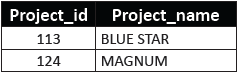 Project_id Project_name
113 BLUE STAR
124 MAGNUM